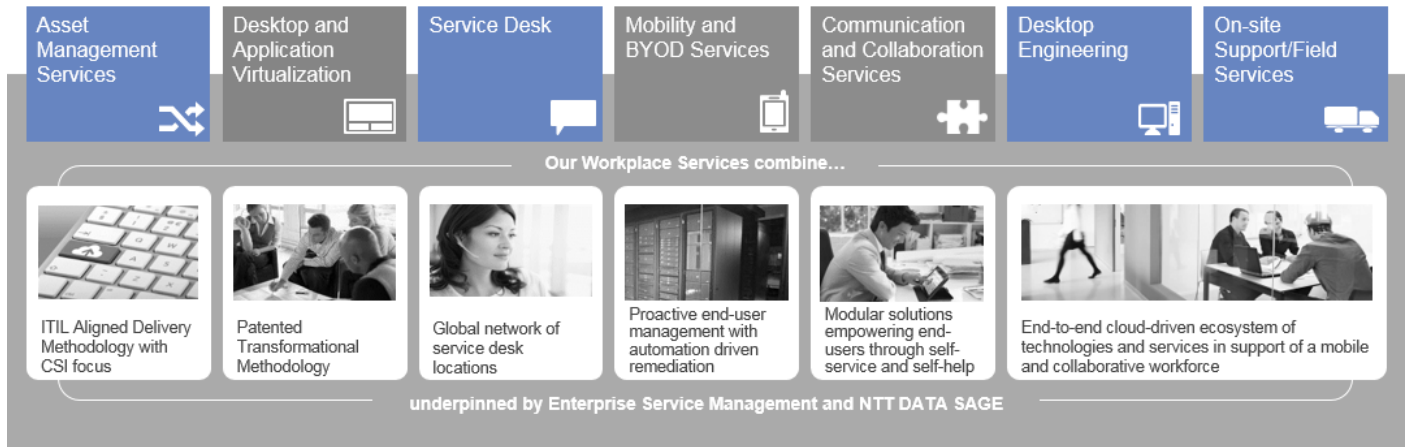 Asset
Management
Services
Desktop and
Application
Virtualization
Service Desk
Mobility and
BYOD Services
Communication
and Collaboration
Services
Desktop
Engineering
On-site
Support/Field
Services
Our Workplace Services combine...
ITIL Aligned Delivery
Methodology with
CSI focus
Patented
Transformational
Methodology
Global network of
service desk
locations
Proactive end-user
management with
automation driven
remediation
Modular solutions
empowering end-
users through self-
service and self-help
End-to-end cloud-driven ecosystem of
technologies and services in support of a mobile
and collaborative workforce
underpinned by Enterprise Service Management and NTT DATA SAGE